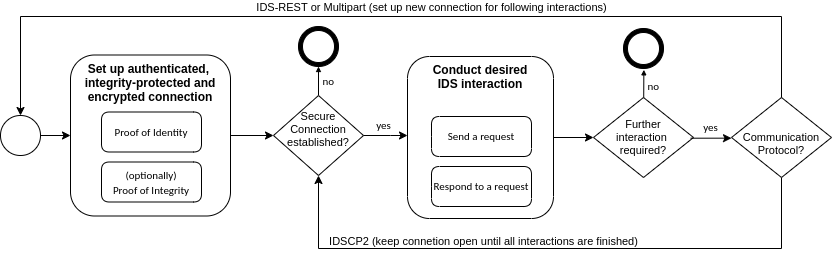 IDS-REST or Multipart (set up new connection for following interactions)
Set up authenticated,
integrity-protected and
encrypted connection
Proof of Identity
(optionally)
Proof of Integrity
no
Secure
Connection
established?
yes
Conduct desired
IDS interaction
Send a request
Respond to a request
no
Further
interaction
required?
yes
Communication
Protocol?
IDSCP2 (keep connetion open until all interactions are finished)